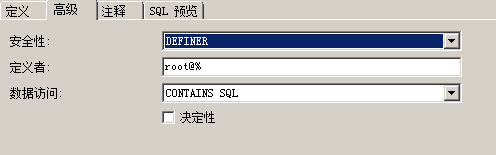 定义 高级 注释 SQL 预览
安全性: DEFINER
定义者: root@%
数据访问: CONTAINS SQL
决定性